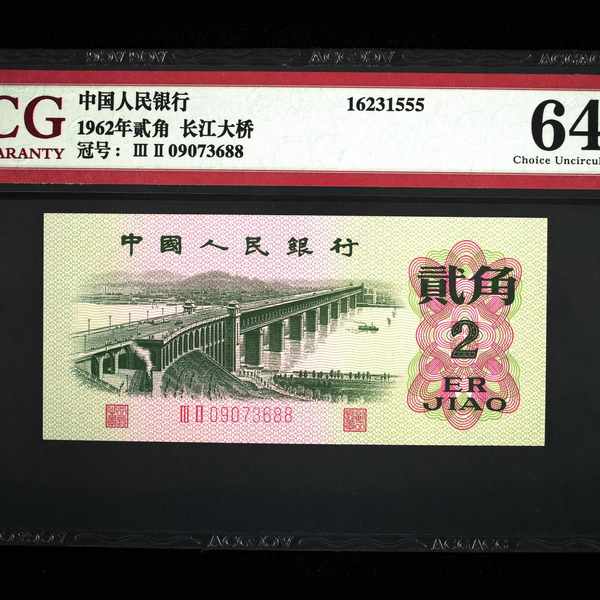 CG
ARANTY
中国人民银行
1962年贰角 长江大桥
冠号：ⅢⅡ09073688
16231555
64
Choice Uncircul
中國人民銀行
貳角
2
ER
JIAO
ⅢⅡ09073688